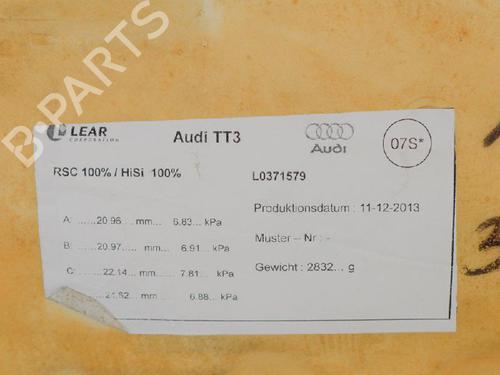 B-PARTS
LEAR
CORPORATION
Audi TT3
Audi
07S*
RSC 100% / HiSi 100%
L0371579
Produktionsdatum : 11-12-2013
A: ......20.96.... mm... 6.83... kPa
B: ......20.97..... mm... 6.91... kPa
Muster – Nr : -
C: ......22.14... mm... 7.81... kPa
Gewicht : 2832... g
mm... 6.88... kPa